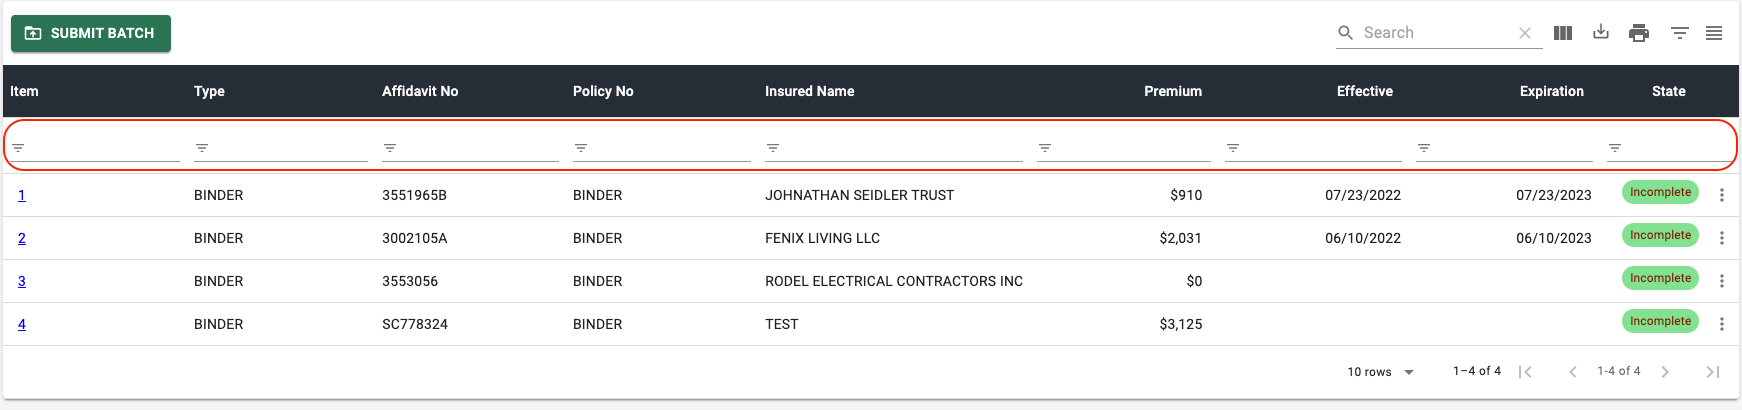 SUBMIT BATCH
Search
Item Type Affidavit No Policy No Insured Name Premium Effective Expiration State
1 BINDER 3551965B BINDER JOHNATHAN SEIDLER TRUST $910 07/23/2022 07/23/2023 Incomplete
2 BINDER 3002105A BINDER FENIX LIVING LLC $2,031 06/10/2022 06/10/2023 Incomplete
3 BINDER 3553056 BINDER RODEL ELECTRICAL CONTRACTORS INC $0 Incomplete
4 BINDER SC778324 BINDER TEST $3,125 Incomplete
10 rows 1–4 of 4 1-4 of 4